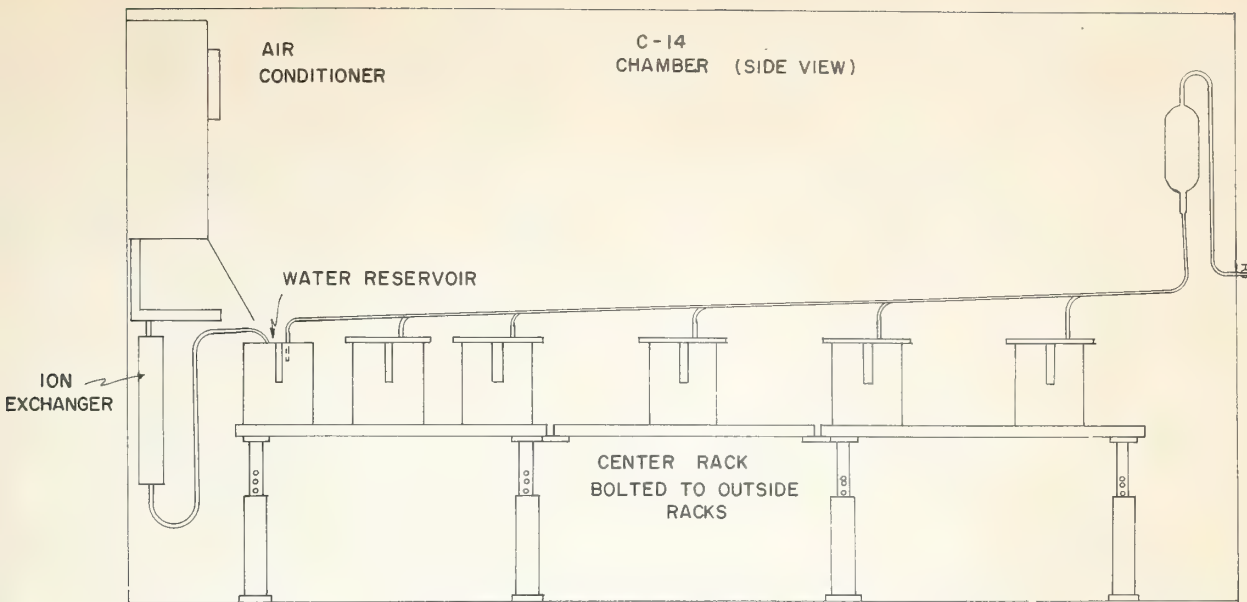 AIR
CONDITIONER
C-14
CHAMBER (SIDE VIEW)
WATER RESERVOIR
ION
EXCHANGER
CENTER RACK
BOLTED TO OUTSIDE
RACKS